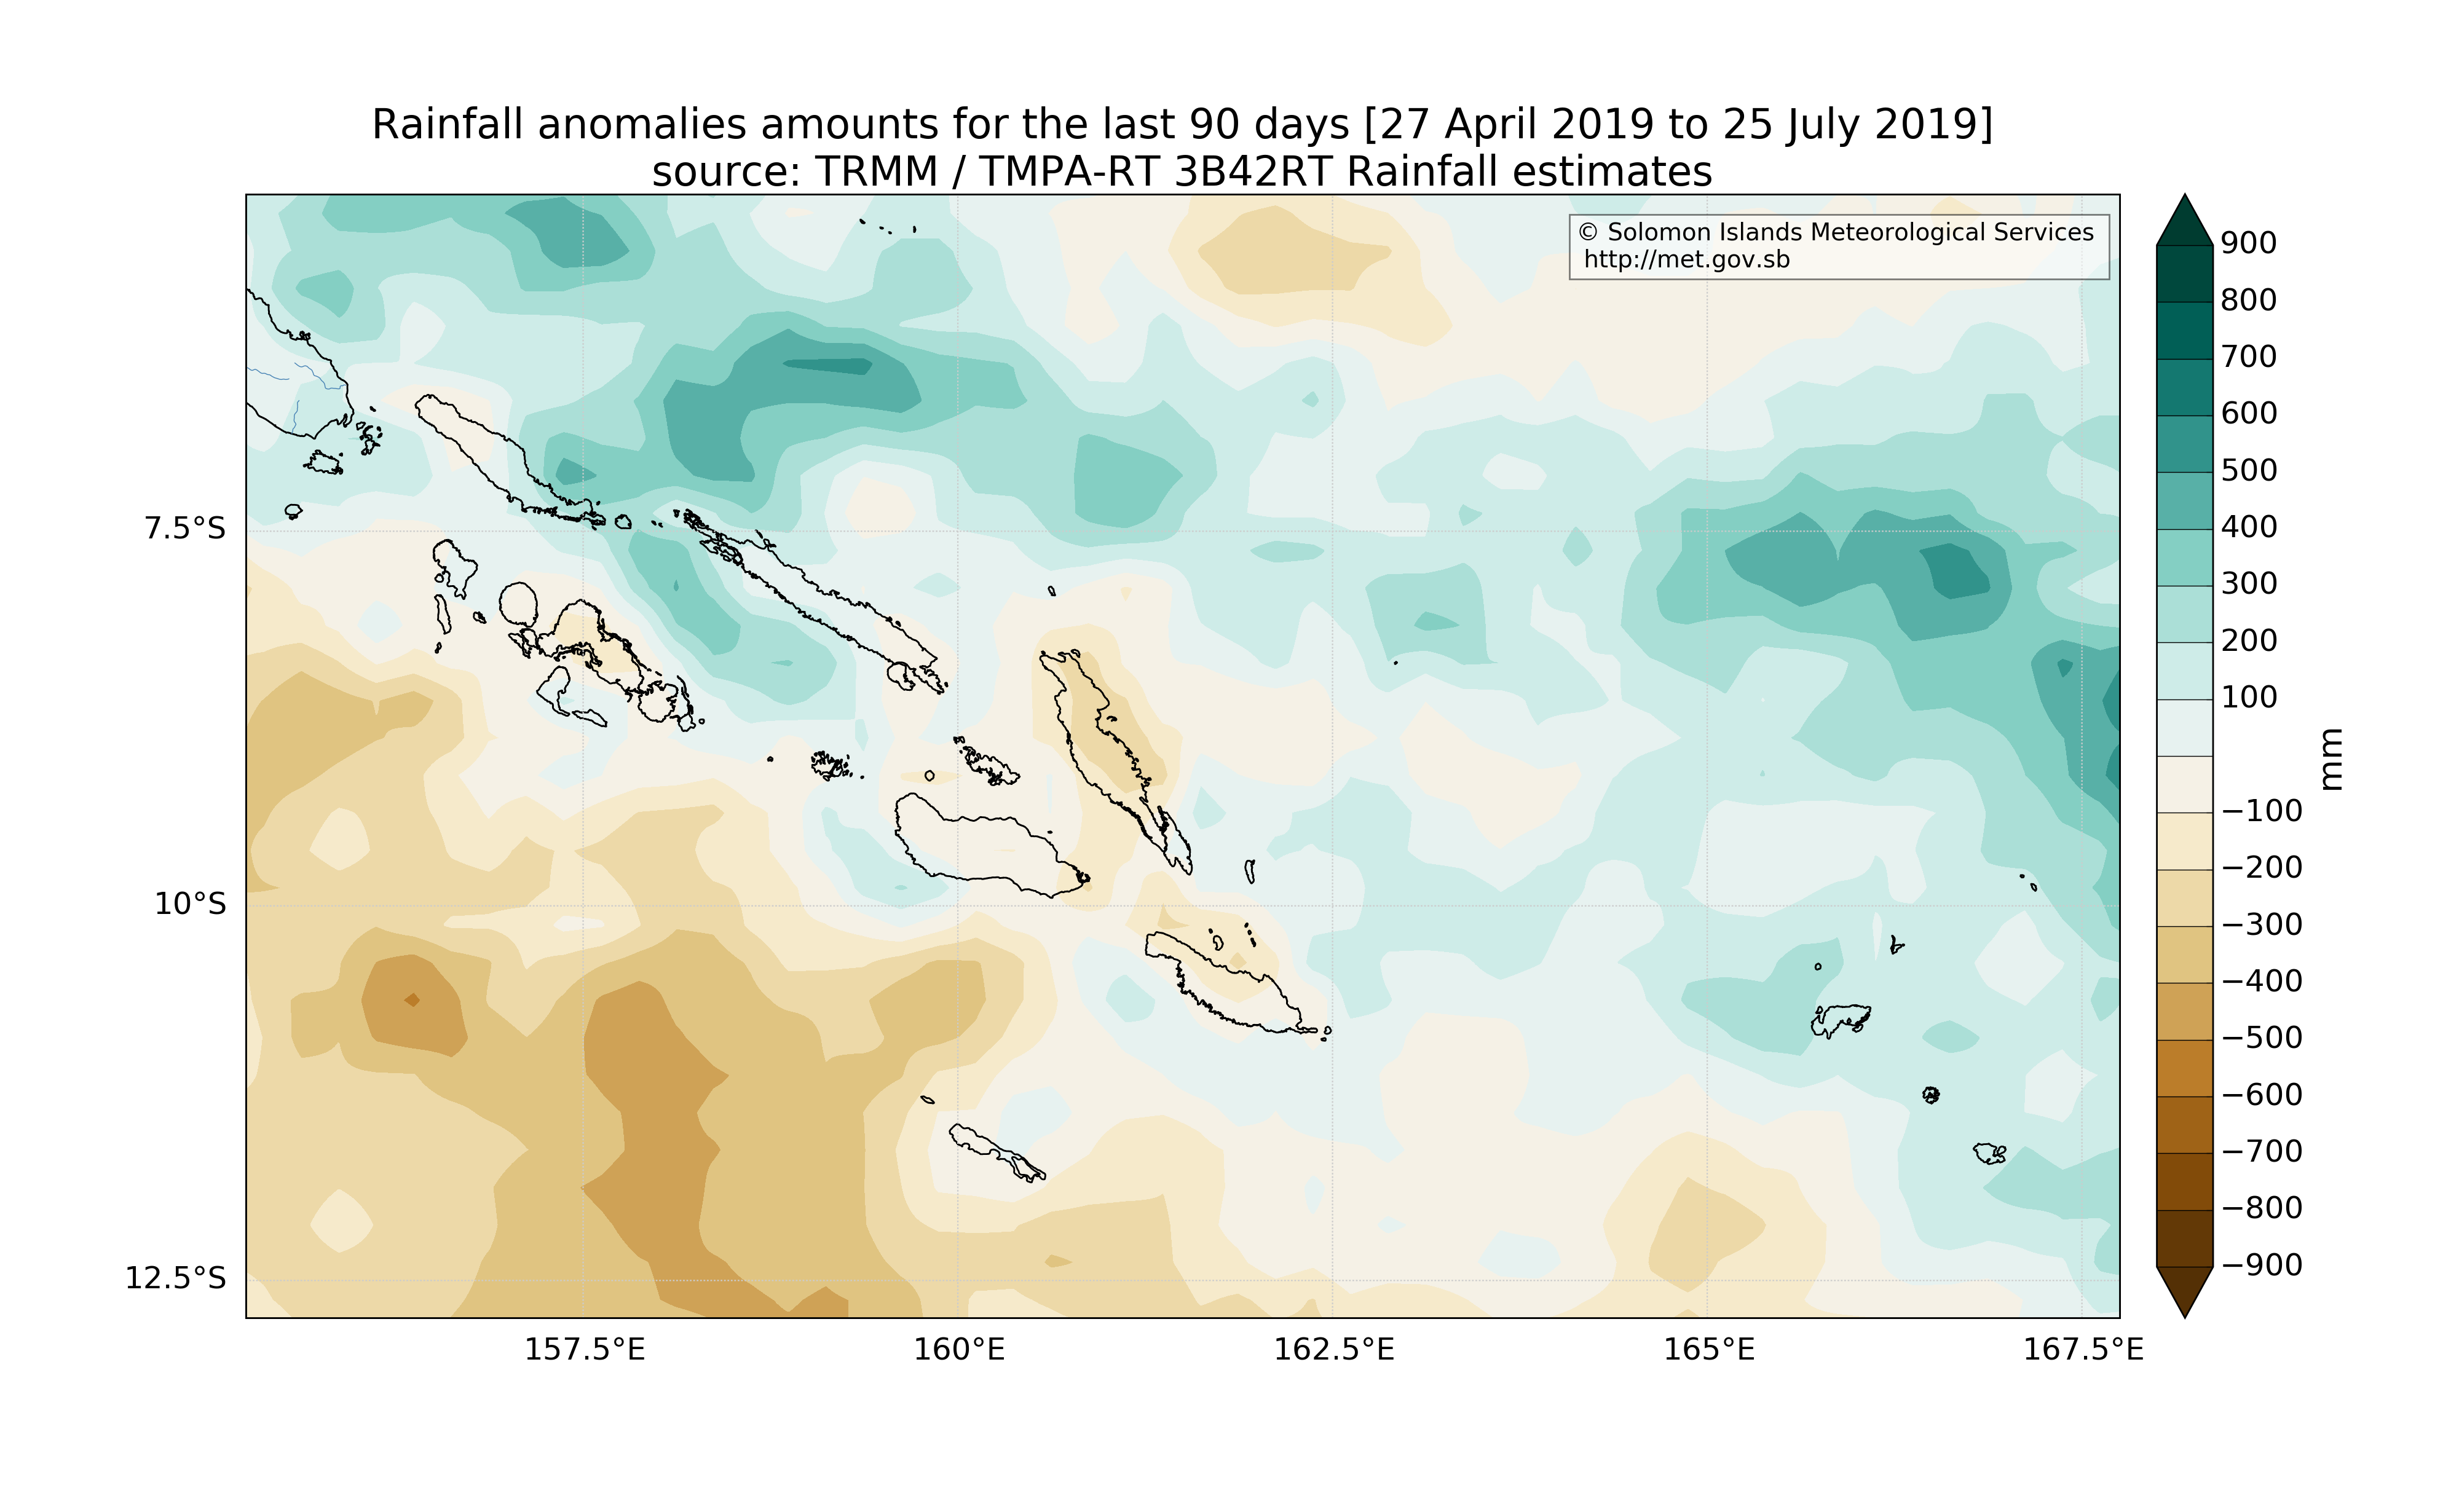 Rainfall anomalies amounts for the last 90 days [27 April 2019 to 25 July 2019]
source: TRMM / TMPA-RT 3B42RT Rainfall estimates
© Solomon Islands Meteorological Services
http://met.gov.sb
7.5°S
10°S
12.5°S
157.5°E
160°E
162.5°E
165°E
167.5°E
900
800
700
600
500
400
300
200
100
−100
−200
−300
−400
−500
−600
−700
−800
−900
mm